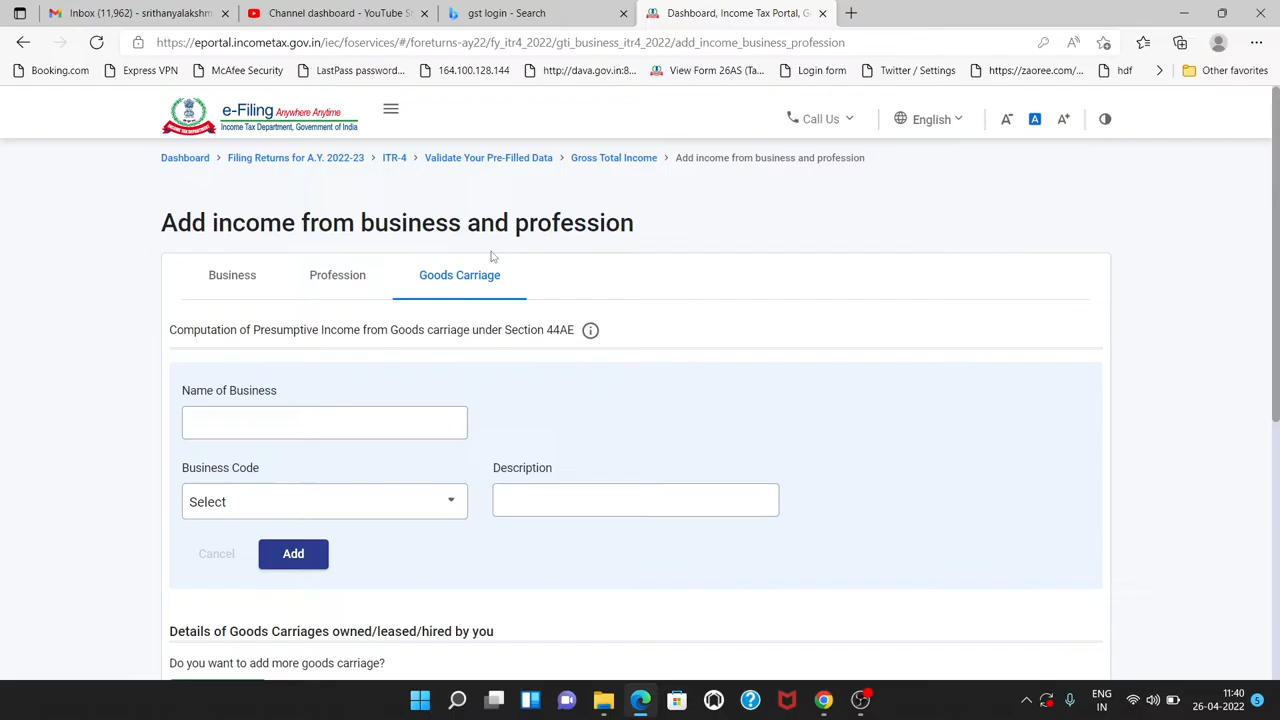 Inbox (11,962) - srithanyalakshm
Channel dashboard - YouTube St
gst login - Search
Dashboard, Income Tax Portal, G
https://eportal.incometax.gov.in/iec/foservices/#/foreturns-ay22/fy_itr4_2022/gti_business_itr4_2022/add_income_business_profession
Booking.com
Express VPN
McAfee Security
LastPass password...
164.100.128.144
http://dava.gov.in:8...
View Form 26AS (Ta...
Login form
Twitter / Settings
https://zaoree.com/...
hdf
Other favorites
e-Filing Anywhere Anytime
Income Tax Department, Government of India
Call Us
English
A-
A
A+
Dashboard > Filing Returns for A.Y. 2022-23 > ITR-4 > Validate Your Pre-Filled Data > Gross Total Income > Add income from business and profession
Add income from business and profession
Business
Profession
Goods Carriage
Computation of Presumptive Income from Goods carriage under Section 44AE
Name of Business
Business Code
Description
Select
Cancel
Add
Details of Goods Carriages owned/leased/hired by you
Do you want to add more goods carriage?
ENG
IN
11:40
26-04-2022
5